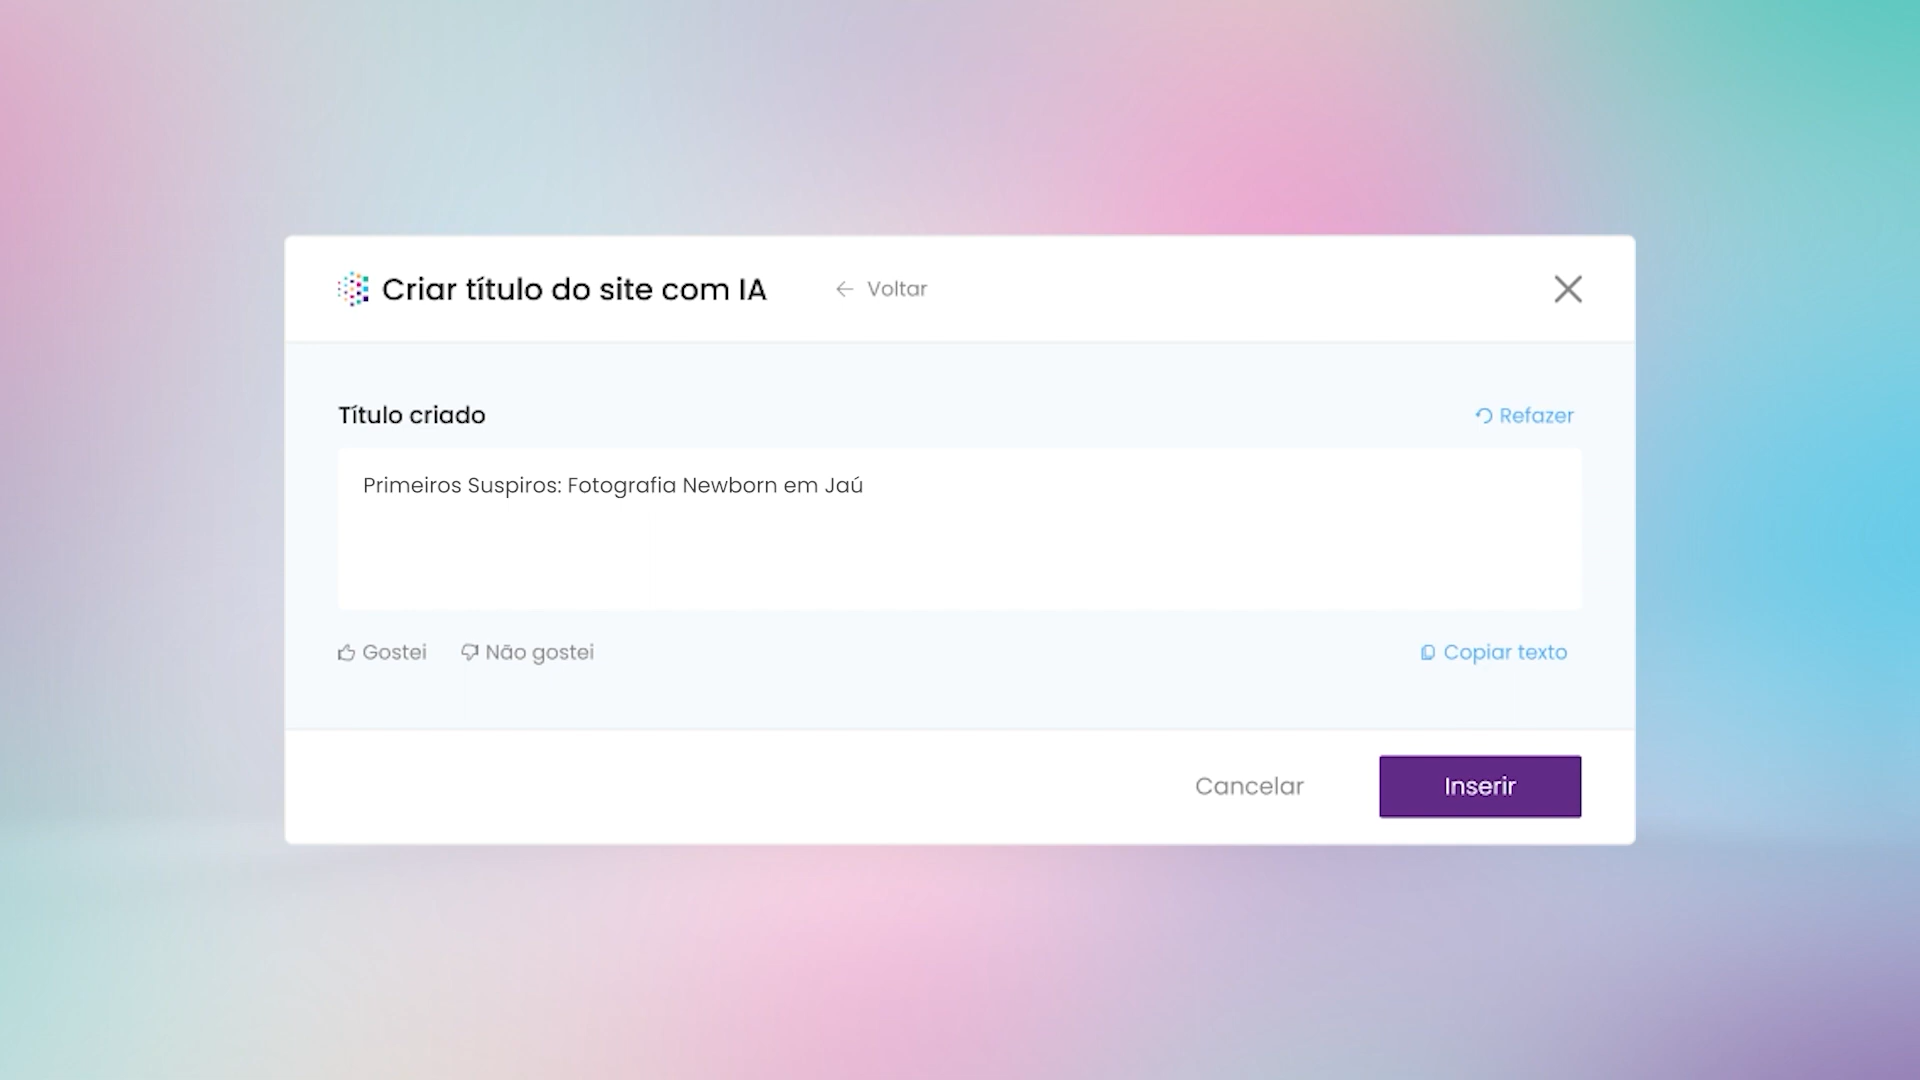 Criar título do site com IA
Voltar
Título criado
Refazer
Primeiros Suspiros: Fotografia Newborn em Jaú
Gostei
Não gostei
Copiar texto
Cancelar
Inserir